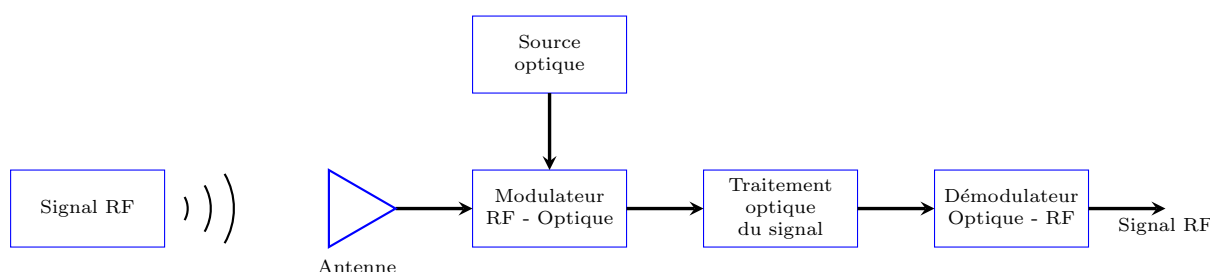 Source
optique
Signal RF
Modulateur
RF - Optique
Traitement
optique
du signal
Démodulateur
Optique - RF
Signal RF
Antenne